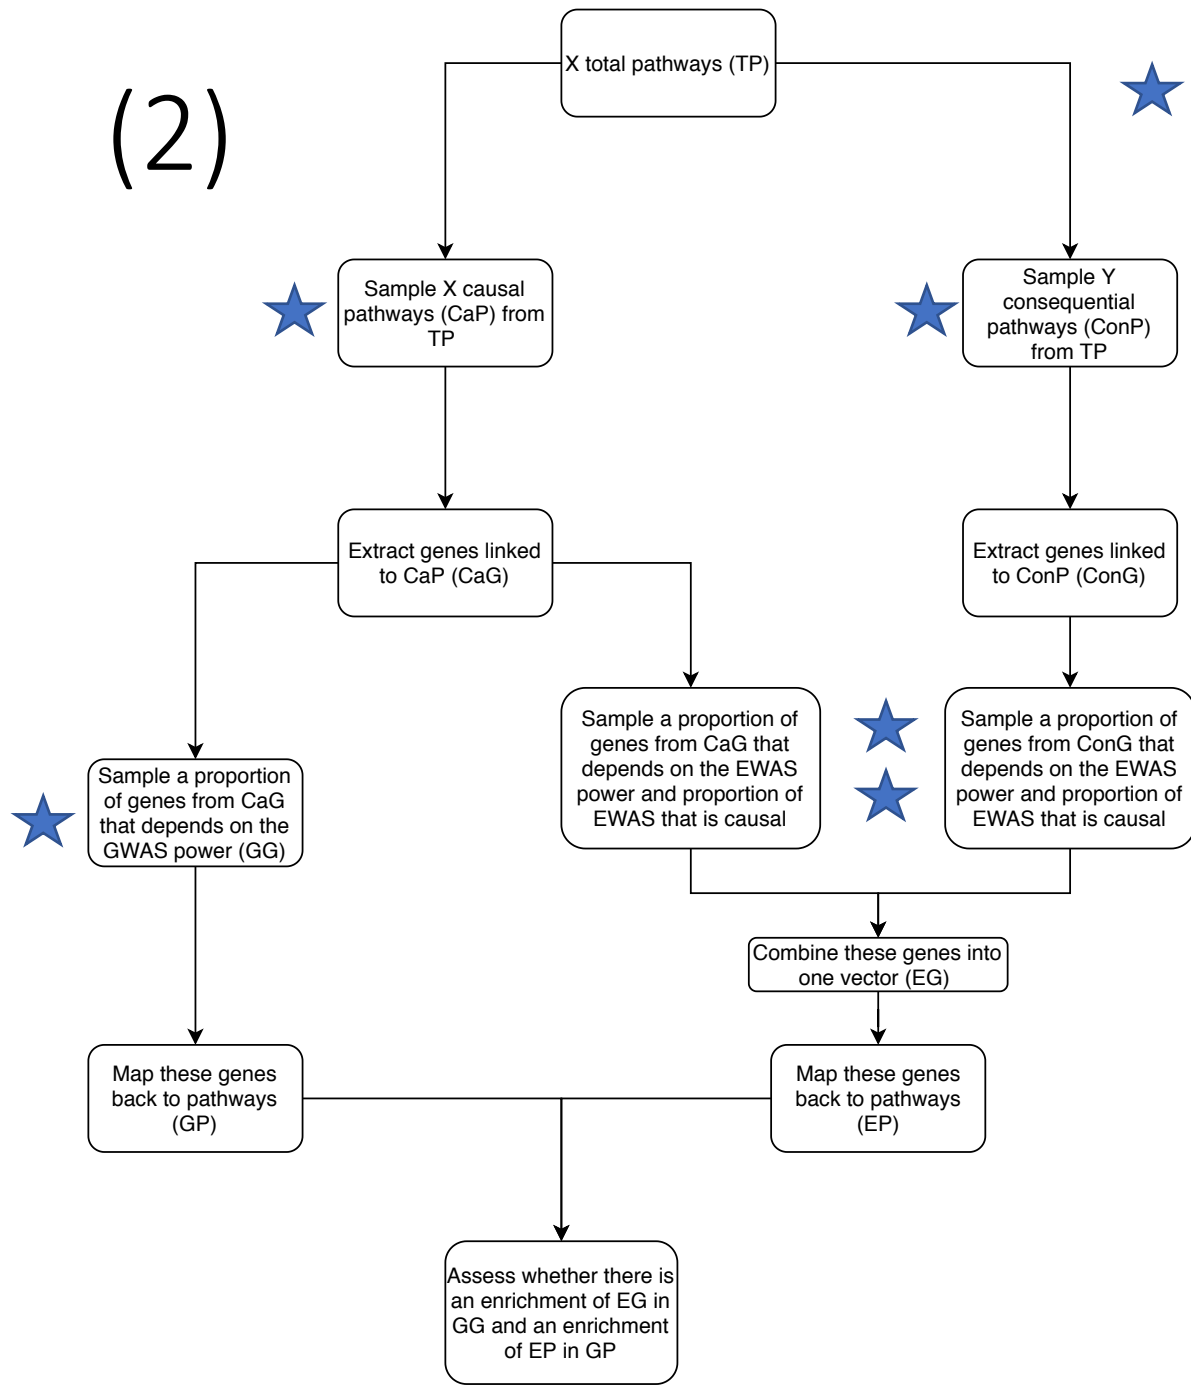 X total pathways (TP)
(2)
Sample X causal
pathways (CaP) from
TP
Sample Y
consequential
pathways (ConP)
from TP
Extract genes linked
to CaP (CaG)
Extract genes linked
to ConP (ConG)
Sample a proportion of
genes from CaG that
depends on the EWAS
power and proportion of
EWAS that is causal
Sample a proportion of
genes from ConG that
depends on the EWAS
power and proportion of
EWAS that is causal
Sample a proportion
of genes from CaG
that depends on the
GWAS power (GG)
Combine these genes into
one vector (EG)
Map these genes
back to pathways
(GP)
Map these genes
back to pathways
(EP)
Assess whether there is
an enrichment of EG in
GG and an enrichment
of EP in GP